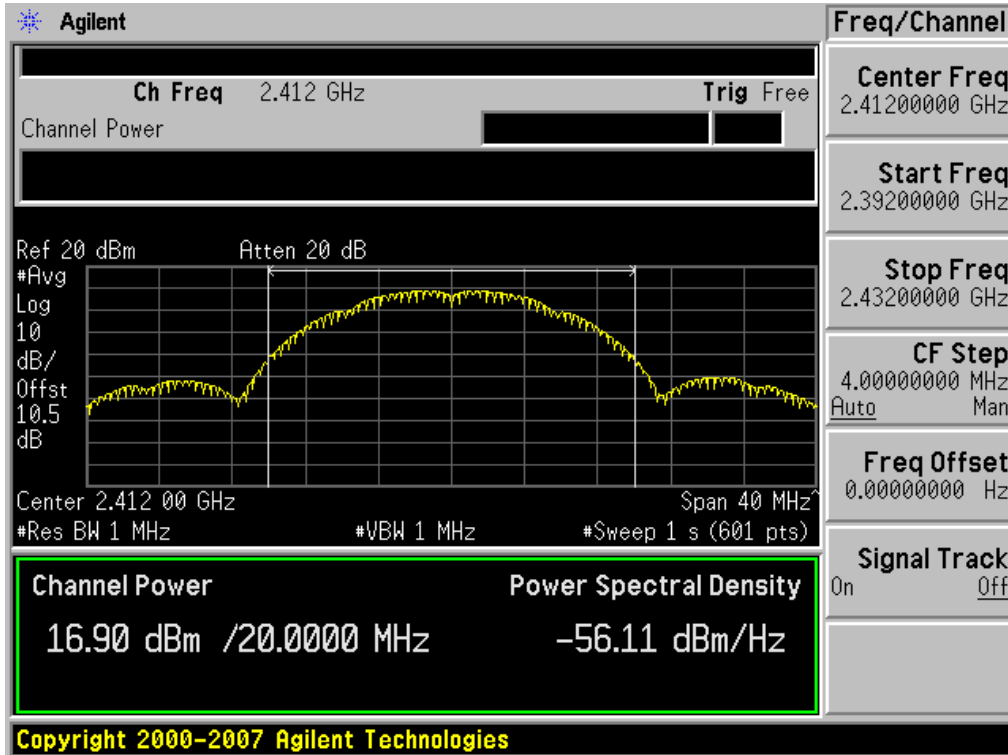 Agilent
Freq/Channel
Ch Freq 2.412 GHz Trig Free
Channel Power
Center Freq
2.41200000 GHz
Start Freq
2.39200000 GHz
Stop Freq
2.43200000 GHz
CF Step
4.00000000 MHz
Auto Man
Freq Offset
0.00000000 Hz
Signal Track
On Off
Ref 20 dBm Atten 20 dB
#Avg
Log
10
dB/
Offst
10.5
dB
Center 2.412 00 GHz Span 40 MHz^
#Res BW 1 MHz #VBW 1 MHz #Sweep 1 s (601 pts)
Channel Power Power Spectral Density
16.90 dBm /20.0000 MHz -56.11 dBm/Hz
Copyright 2000-2007 Agilent Technologies